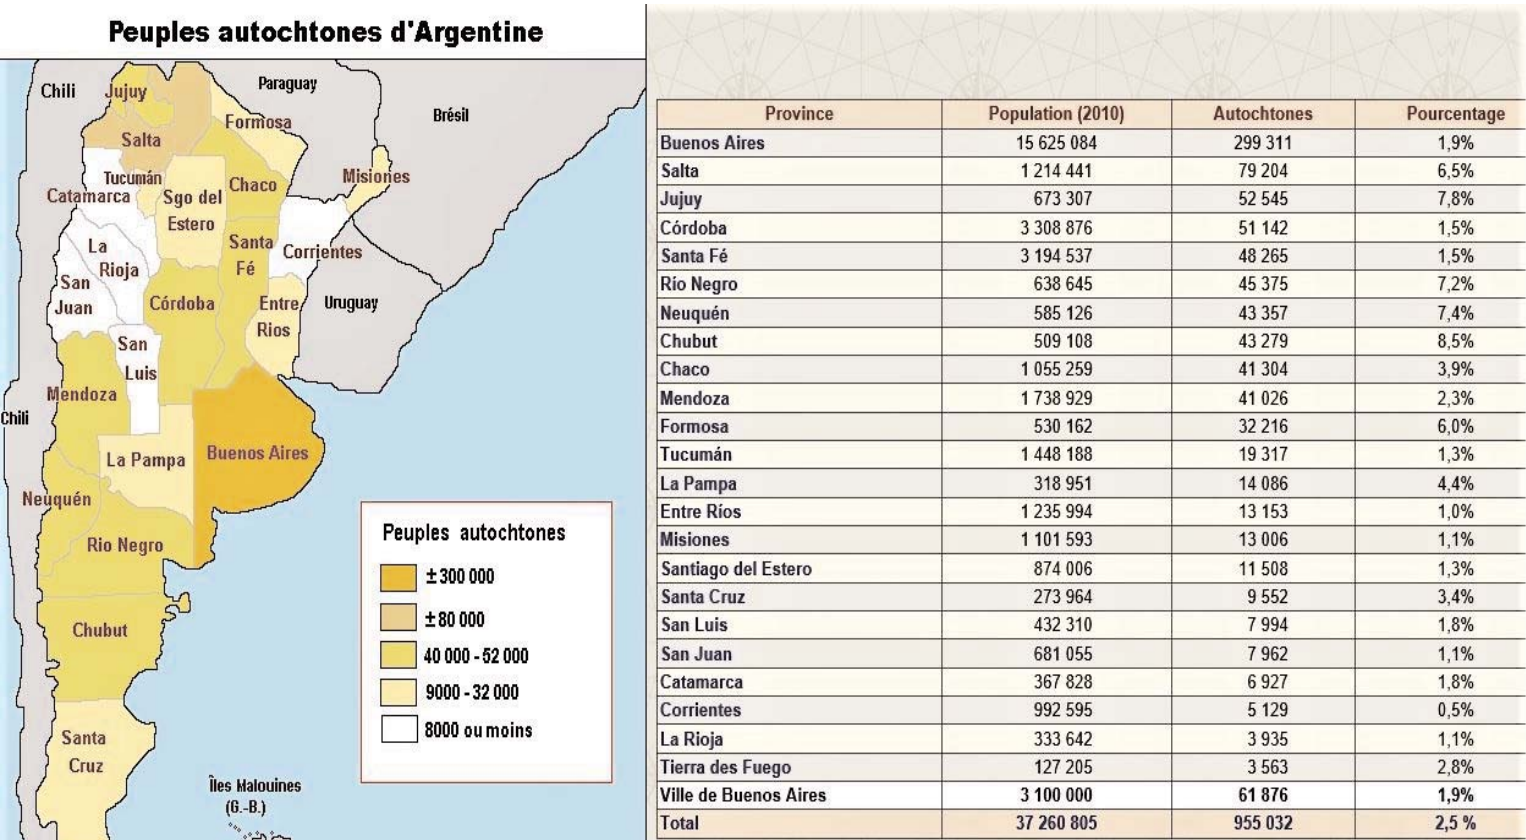 Peuples autochtones d'Argentine
Chili
Jujuy
Paraguay
Brésil
Formosa
Salta
Misiones
Tucumán
Catamarca
Sgo del
Estero
Chaco
La
Rioja
Santa
Fé
Corrientes
San
Juan
Córdoba
Entre
Rios
Uruguay
San
Luis
Mendoza
Chili
La Pampa
Buenos Aires
Neuquén
Rio Negro
Chubut
Santa
Cruz
Îles Malouines
(G.-B.)
Peuples autochtones
± 300 000
± 80 000
40 000 - 52 000
9000 - 32 000
8000 ou moins
Province Population (2010) Autochtones Pourcentage
Buenos Aires 15 625 084 299 311 1,9%
Salta 1 214 441 79 204 6,5%
Jujuy 673 307 52 545 7,8%
Córdoba 3 308 876 51 142 1,5%
Santa Fé 3 194 537 48 265 1,5%
Río Negro 638 645 45 375 7,2%
Neuquén 585 126 43 357 7,4%
Chubut 509 108 43 279 8,5%
Chaco 1 055 259 41 304 3,9%
Mendoza 1 738 929 41 026 2,3%
Formosa 530 162 32 216 6,0%
Tucumán 1 448 188 19 317 1,3%
La Pampa 318 951 14 086 4,4%
Entre Ríos 1 235 994 13 153 1,0%
Misiones 1 101 593 13 006 1,1%
Santiago del Estero 874 006 11 508 1,3%
Santa Cruz 273 964 9 552 3,4%
San Luis 432 310 7 994 1,8%
San Juan 681 055 7 962 1,1%
Catamarca 367 828 6 927 1,8%
Corrientes 992 595 5 129 0,5%
La Rioja 333 642 3 935 1,1%
Tierra des Fuego 127 205 3 563 2,8%
Ville de Buenos Aires 3 100 000 61 876 1,9%
Total 37 260 805 955 032 2,5 %